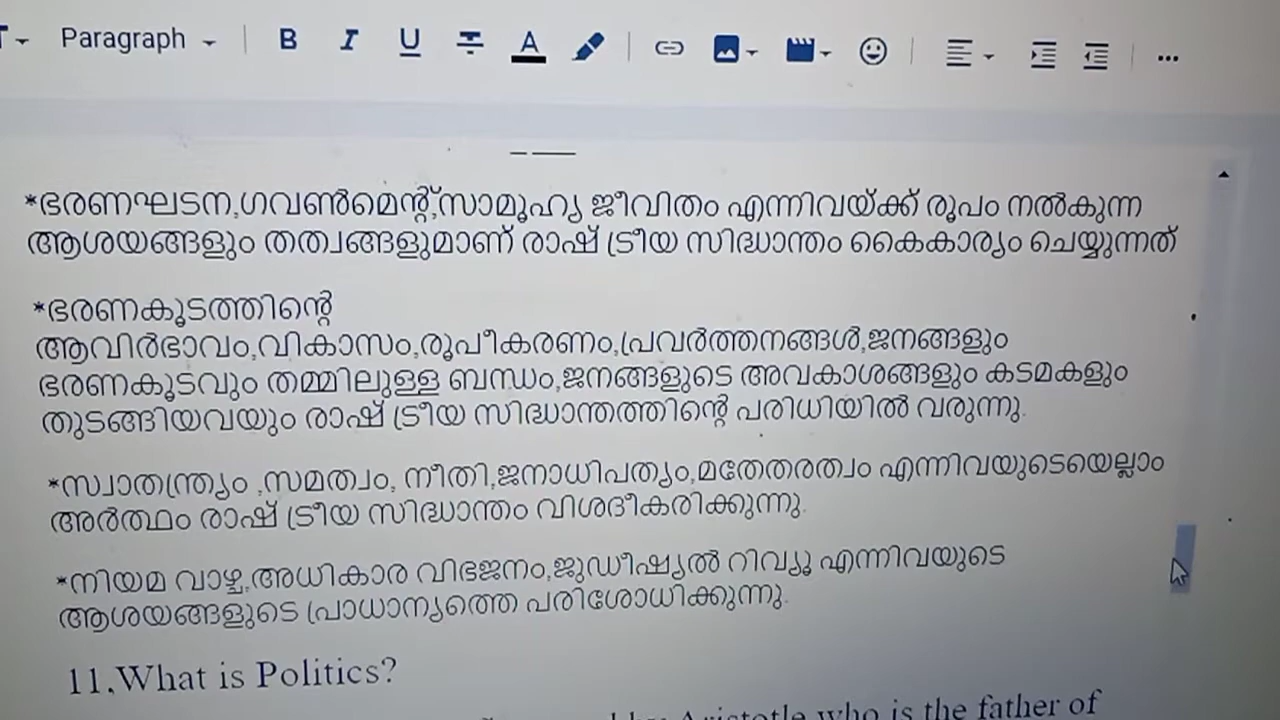 Paragraph
*ഭരണഘടന,ഗവൺമെന്റ്,സാമൂഹ്യ ജീവിതം എന്നിവയ്ക്ക് രൂപം നൽകുന്ന
ആശയങ്ങളും തത്വങ്ങളുമാണ് രാഷ് ട്രീയ സിദ്ധാന്തം കൈകാര്യം ചെയ്യുന്നത്
*ഭരണകൂടത്തിന്റെ
ആവിർഭാവം,വികാസം,രൂപീകരണം,പ്രവർത്തനങ്ങൾ,ജനങ്ങളും
ഭരണകൂടവും തമ്മിലുള്ള ബന്ധം,ജനങ്ങളുടെ അവകാശങ്ങളും കടമകളും
തുടങ്ങിയവയും രാഷ് ട്രീയ സിദ്ധാന്തത്തിന്റെ പരിധിയിൽ വരുന്നു.
*സ്വാതന്ത്ര്യം ,സമത്വം, നീതി,ജനാധിപത്യം,മതേതരത്വം എന്നിവയുടെയെല്ലാം
അർത്ഥം രാഷ് ട്രീയ സിദ്ധാന്തം വിശദീകരിക്കുന്നു.
*നിയമ വാഴ്ച,അധികാര വിഭജനം,ജുഡീഷ്യൽ റിവ്യൂ എന്നിവയുടെ
ആശയങ്ങളുടെ പ്രാധാന്യത്തെ പരിശോധിക്കുന്നു.
11.What is Politics?
by Aristotle who is the father of